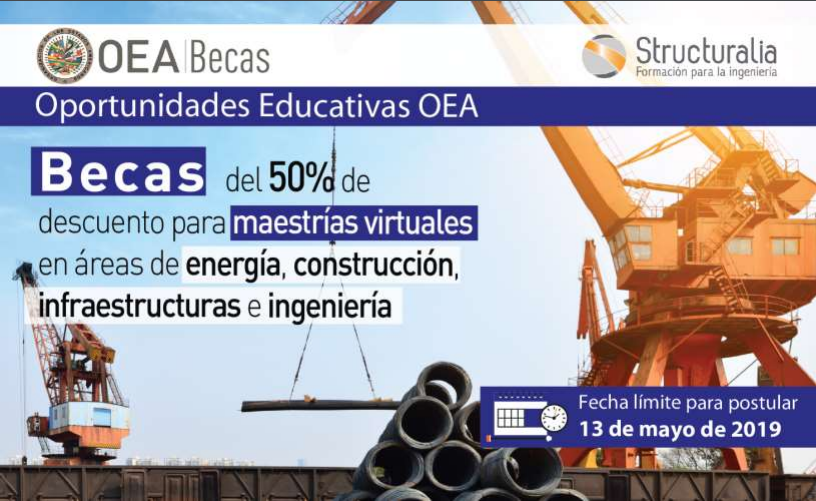 OEA Becas
Structuralia
Formación para la ingeniería
Oportunidades Educativas OEA
Becas del 50% de
descuento para maestrías virtuales
en áreas de energía, construcción,
infraestructuras e ingeniería
Fecha límite para postular
13 de mayo de 2019